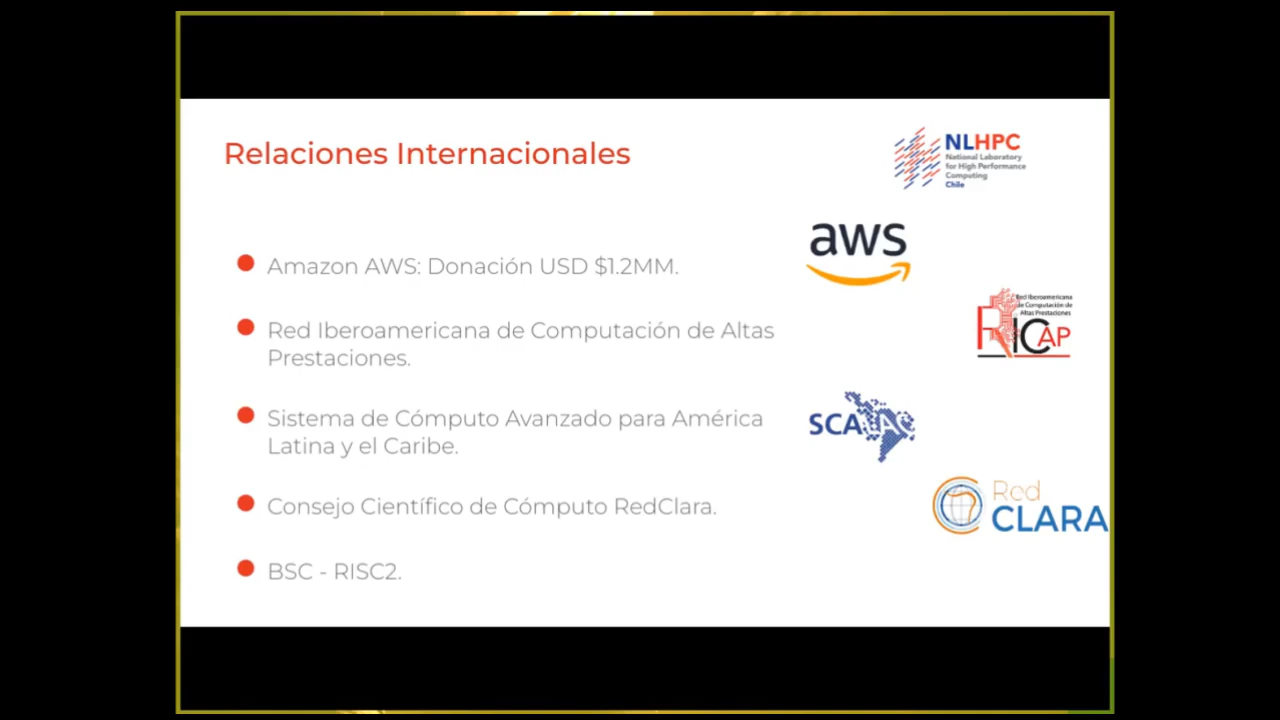 Relaciones Internacionales
NLHPC
National Laboratory
for High Performance
Computing
Chile
aws
Amazon AWS: Donación USD $1.2MM.
Red Iberoamericana
de Computación de
Altas Prestaciones
RICAP
Red Iberoamericana de Computación de Altas
Prestaciones.
SCALAC
Sistema de Cómputo Avanzado para América
Latina y el Caribe.
Red
CLARA
Consejo Científico de Cómputo RedClara.
BSC - RISC2.